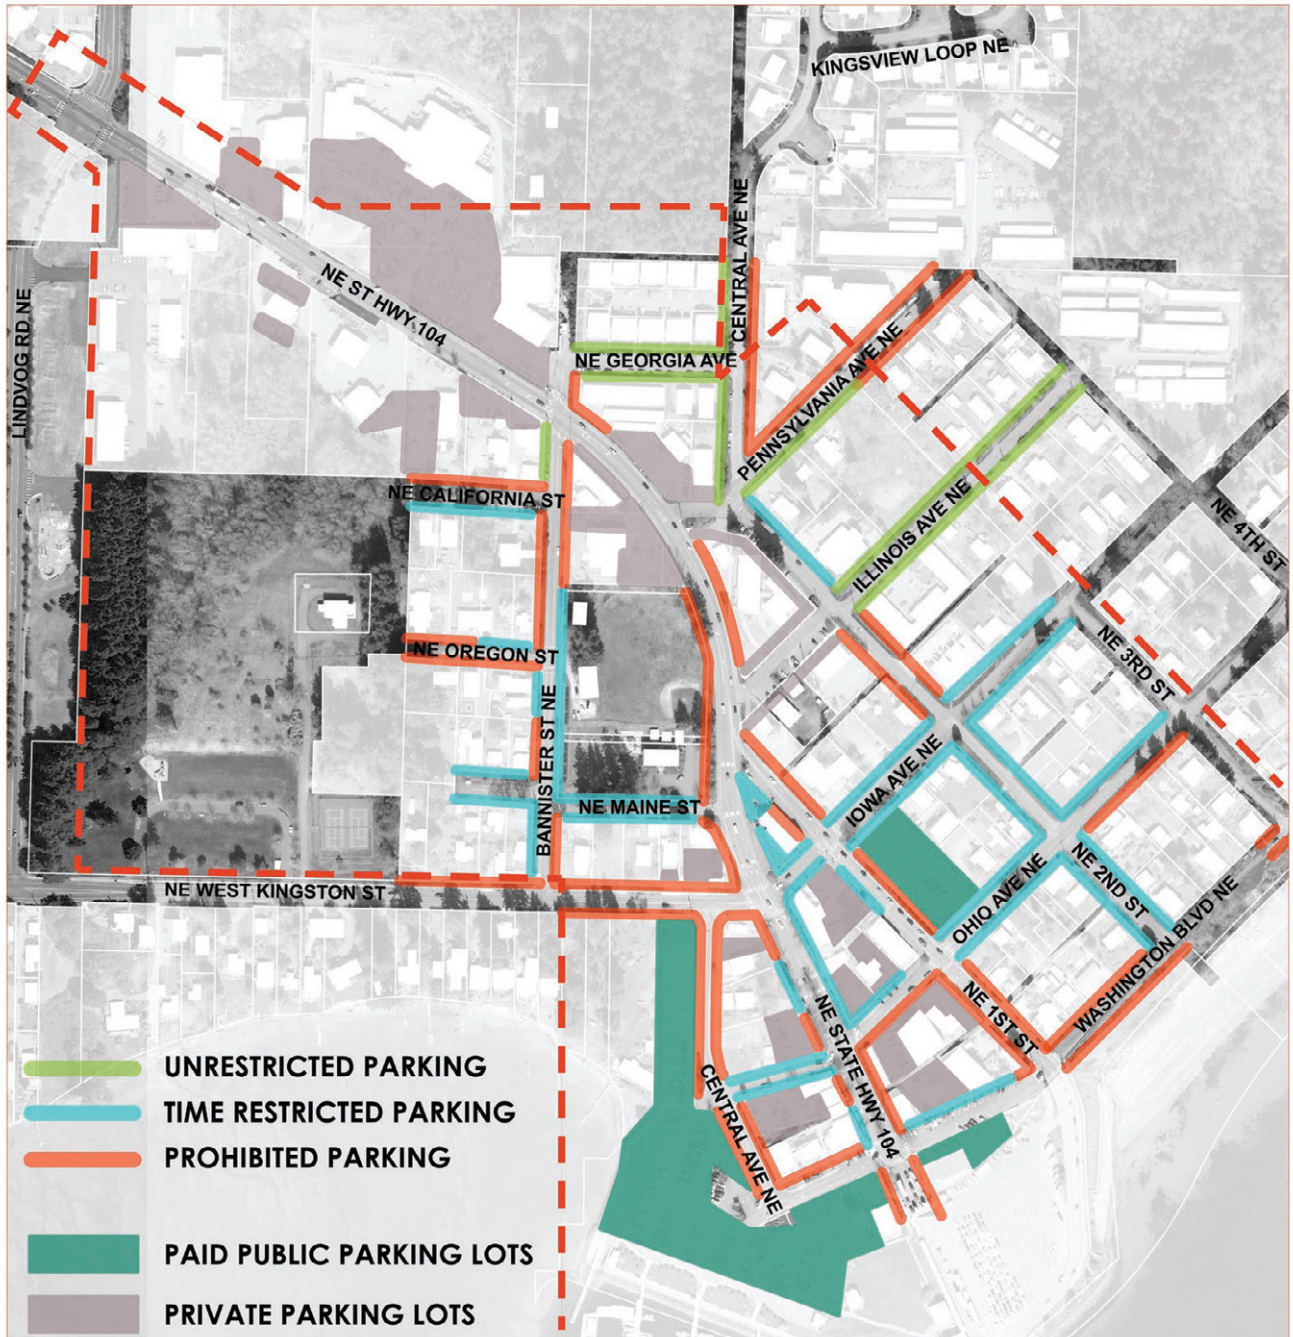 KINGSVIEW LOOP NE
CENTRAL AVE NE
NE ST HWY 104
LINDVOG RD NE
NE GEORGIA AVE
PENNSYLVANIA AVE NE
NE CALIFORNIA ST
ILLINOIS AVE NE
NE 4TH ST
NE OREGON ST
NE 3RD ST
BANNISTER ST NE
IOWA AVE NE
NE MAINE ST
NE WEST KINGSTON ST
OHIO AVE NE
NE 2ND ST
WASHINGTON BLVD NE
NE 1ST ST
NE STATE HWY 104
CENTRAL AVE NE
UNRESTRICTED PARKING
TIME RESTRICTED PARKING
PROHIBITED PARKING
PAID PUBLIC PARKING LOTS
PRIVATE PARKING LOTS